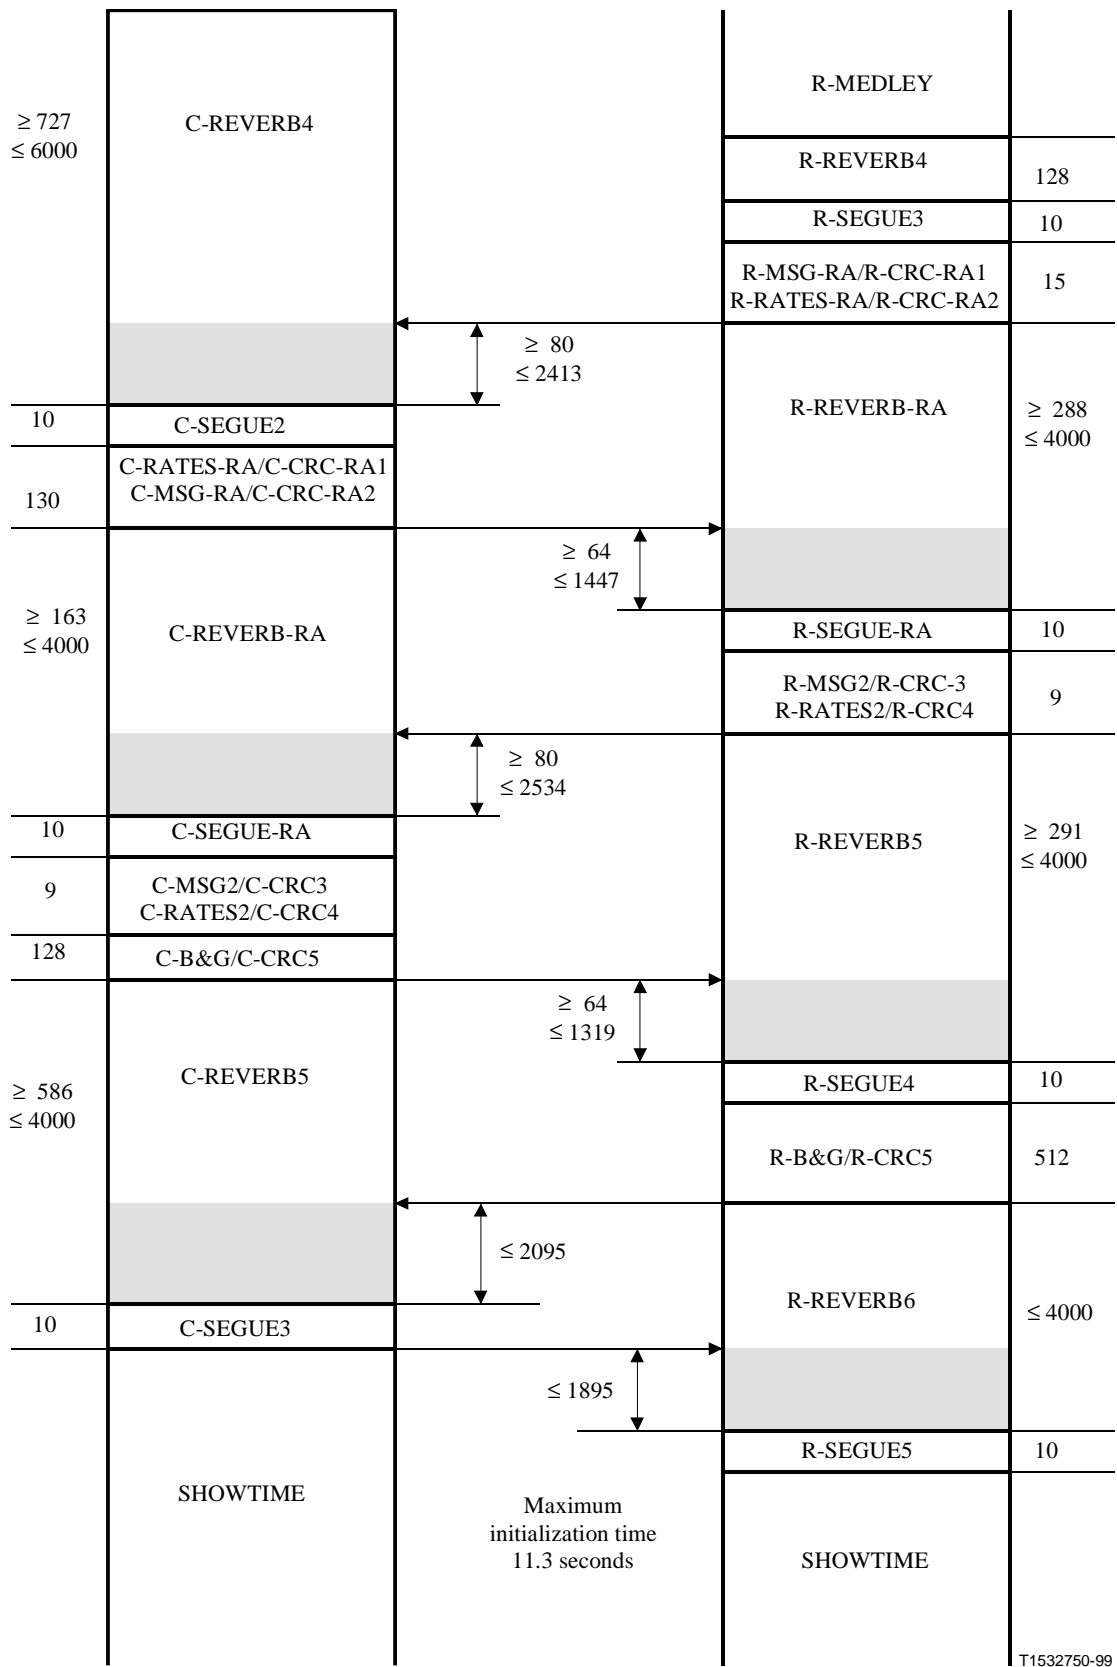 R-MEDLEY
≥ 727
≤ 6000
C-REVERB4
R-REVERB4
128
R-SEGUE3
10
R-MSG-RA/R-CRC-RA1
R-RATES-RA/R-CRC-RA2
15
≥ 80
≤ 2413
R-REVERB-RA
≥ 288
≤ 4000
10
C-SEGUE2
C-RATES-RA/C-CRC-RA1
C-MSG-RA/C-CRC-RA2
130
≥ 64
≤ 1447
≥ 163
≤ 4000
C-REVERB-RA
R-SEGUE-RA
10
R-MSG2/R-CRC-3
R-RATES2/R-CRC4
9
≥ 80
≤ 2534
10
C-SEGUE-RA
R-REVERB5
≥ 291
≤ 4000
9
C-MSG2/C-CRC3
C-RATES2/C-CRC4
128
C-B&G/C-CRC5
≥ 64
≤ 1319
C-REVERB5
≥ 586
≤ 4000
R-SEGUE4
10
R-B&G/R-CRC5
512
≤ 2095
R-REVERB6
≤ 4000
10
C-SEGUE3
≤ 1895
R-SEGUE5
10
SHOWTIME
Maximum
initialization time
11.3 seconds
SHOWTIME
T1532750-99